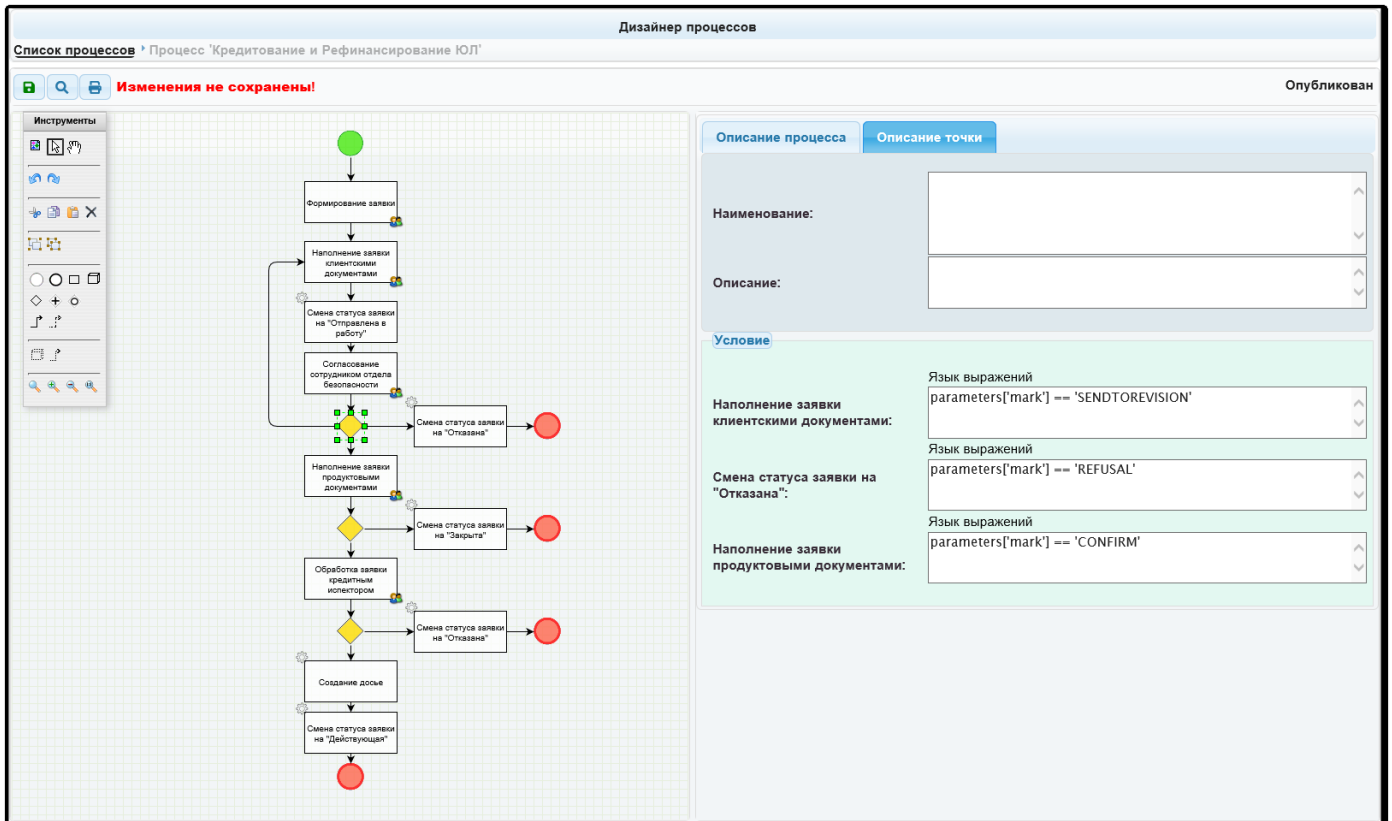 Дизайнер процессов
Список процессов Процесс 'Кредитование и Рефинансирование ЮЛ'
Изменения не сохранены!
Опубликован
Инструменты
Формирование заявки
Наполнение заявки
клиентскими
документами
Смена статуса заявки
на "Отправлена в
работу"
Согласование
сотрудником отдела
безопасности
Смена статуса заявки
на "Отказана"
Наполнение заявки
продуктовыми
документами
Смена статуса заявки
на "Закрыта"
Обработка заявки
кредитным
испектором
Смена статуса заявки
на "Отказана"
Создание досье
Смена статуса заявки
на "Действующая"
Описание процесса
Описание точки
Наименование:
Описание:
Условие
Язык выражений
Наполнение заявки
клиентскими документами:
parameters['mark'] == 'SENDTOREVISION'
Язык выражений
Смена статуса заявки на
"Отказана":
parameters['mark'] == 'REFUSAL'
Язык выражений
Наполнение заявки
продуктовыми документами:
parameters['mark'] == 'CONFIRM'